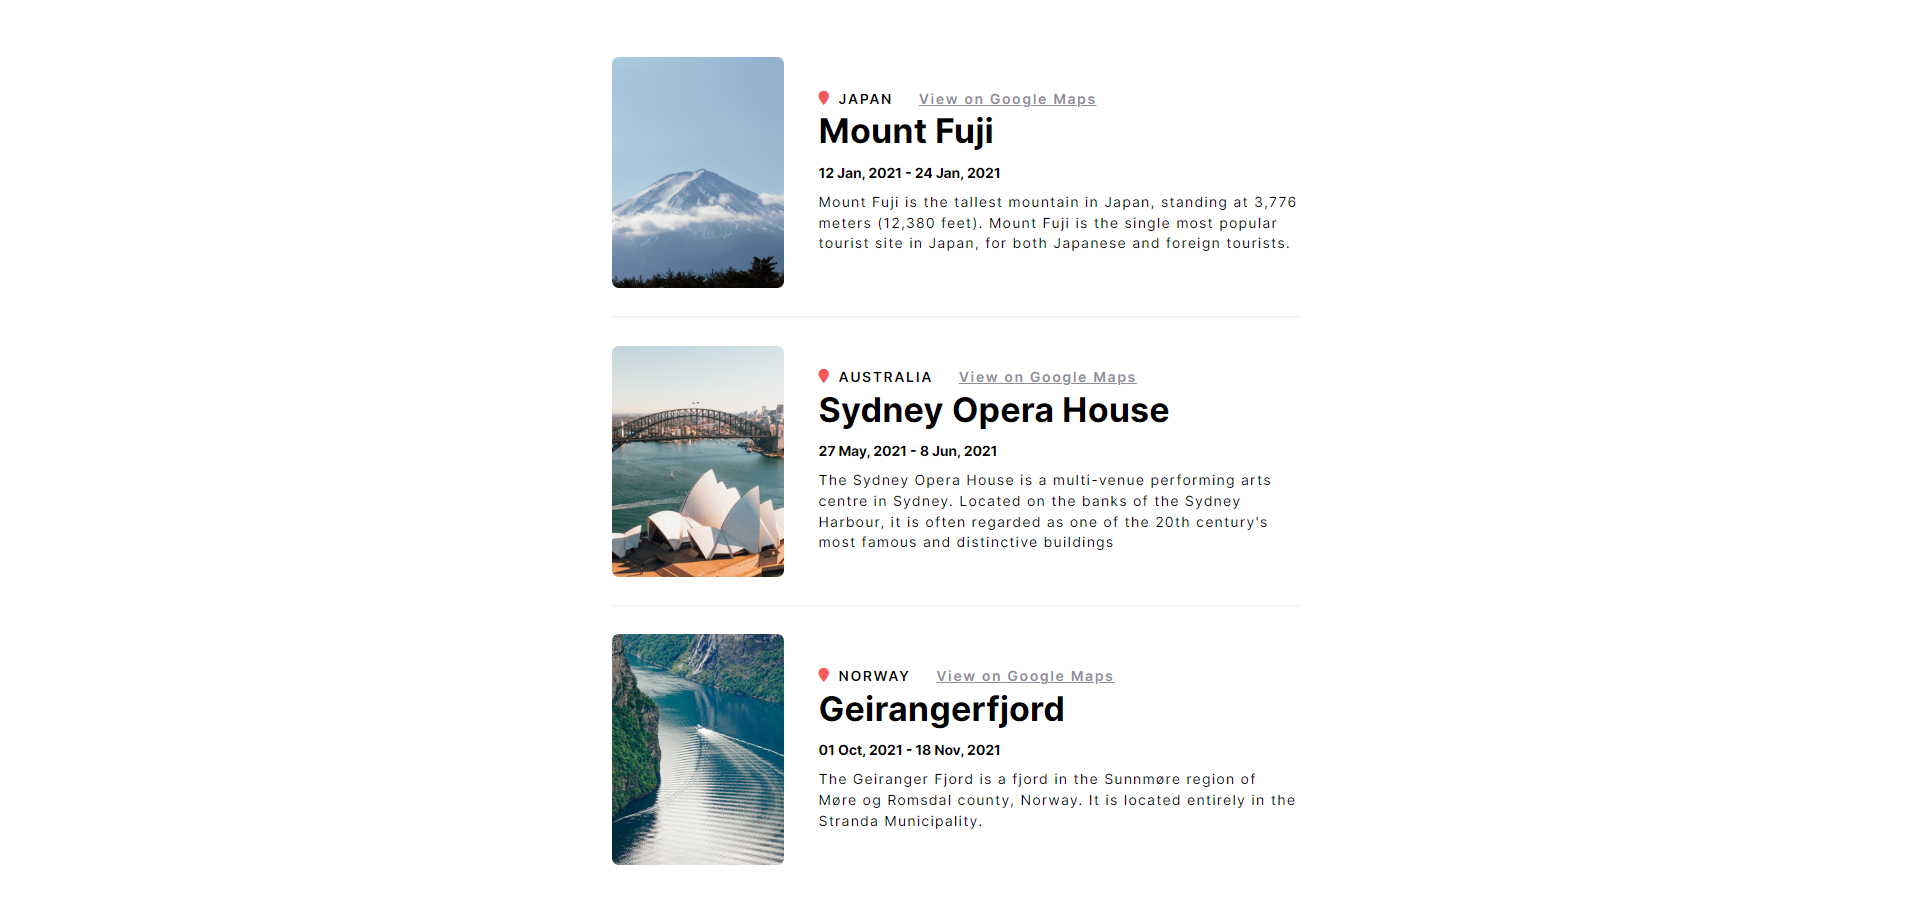 JAPAN View on Google Maps
Mount Fuji
12 Jan, 2021 - 24 Jan, 2021
Mount Fuji is the tallest mountain in Japan, standing at 3,776
meters (12,380 feet). Mount Fuji is the single most popular
tourist site in Japan, for both Japanese and foreign tourists.
AUSTRALIA View on Google Maps
Sydney Opera House
27 May, 2021 - 8 Jun, 2021
The Sydney Opera House is a multi-venue performing arts
centre in Sydney. Located on the banks of the Sydney
Harbour, it is often regarded as one of the 20th century's
most famous and distinctive buildings
NORWAY View on Google Maps
Geirangerfjord
01 Oct, 2021 - 18 Nov, 2021
The Geiranger Fjord is a fjord in the Sunnmøre region of
Møre og Romsdal county, Norway. It is located entirely in the
Stranda Municipality.